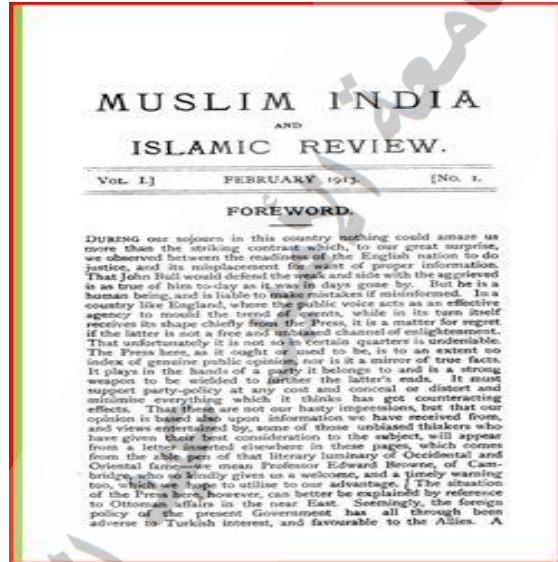 MUSLIM INDIA
AND
ISLAMIC REVIEW.
VOL. I.] FEBRUARY 1913. [No. 1.
FOREWORD.
DURING our sojourn in this country nothing could amaze us
more than the striking contrast which, to our great surprise,
we observed between the readiness of the English nation to do
justice, and its misplacement for want of proper information.
That John Bull would defend the weak and side with the aggrieved
is as true of him to-day as it was in days gone by. But he is a
human being, and is liable to make mistakes if misinformed. In a
country like England, where the public voice acts as an effective
agency to mould the trend of events, while in its turn itself
receives its shape chiefly from the Press, it is a matter for regret
if the latter is not a free and unbiased channel of enlightenment.
That unfortunately it is not so in certain quarters is undeniable.
The Press here, as it ought or used to be, is to an extent no
index of genuine public opinion, nor is it a mirror of true facts.
It plays in the hands of a party it belongs to and is a strong
weapon to be wielded to further the latter's ends. It must
support party-policy at any cost and conceal or distort and
minimise everything which it thinks has got counteracting
effects. That these are not our hasty impressions, but that our
opinion is based also upon information we have received from,
and views entertained by, some of those unbiased thinkers who
have given their best consideration to the subject, will appear
from a letter inserted elsewhere in these pages, which comes
from the able pen of that literary luminary of Occidental and
Oriental fame—we mean Professor Edward Browne, of Cam-
bridge, who so kindly gives us a welcome, and a timely warning
too, which we hope to utilise to our advantage. The situation
of the Press here, however, can better be explained by reference
to Ottoman affairs in the near East. Seemingly, the foreign
policy of the present Government has all through been
adverse to Turkish interest, and favourable to the Allies. A